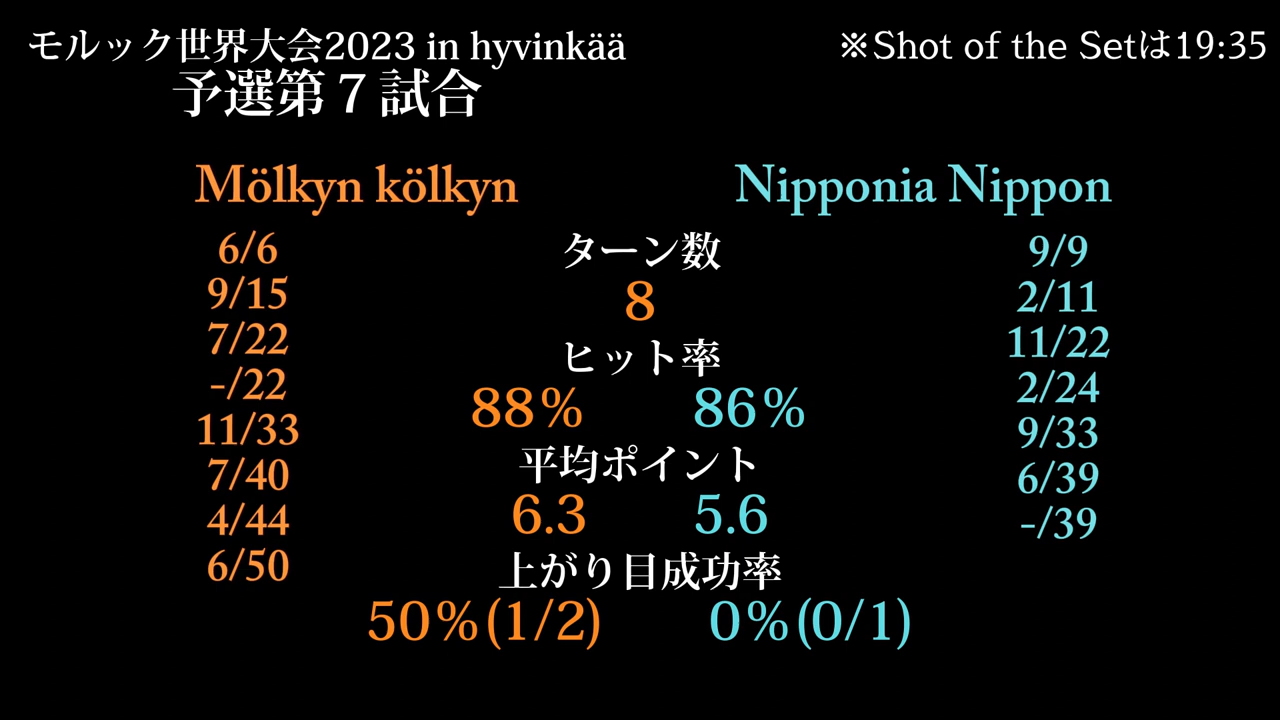 モルック世界大会2023 in hyvinkää
※Shot of the Setは19:35
予選第７試合
Mölkyn kölkyn
Nipponia Nippon
6/6
9/15
7/22
-/22
11/33
7/40
4/44
6/50
ターン数
8
ヒット率
88% 86%
平均ポイント
6.3 5.6
上がり目成功率
50%(1/2) 0%(0/1)
9/9
2/11
11/22
2/24
9/33
6/39
-/39